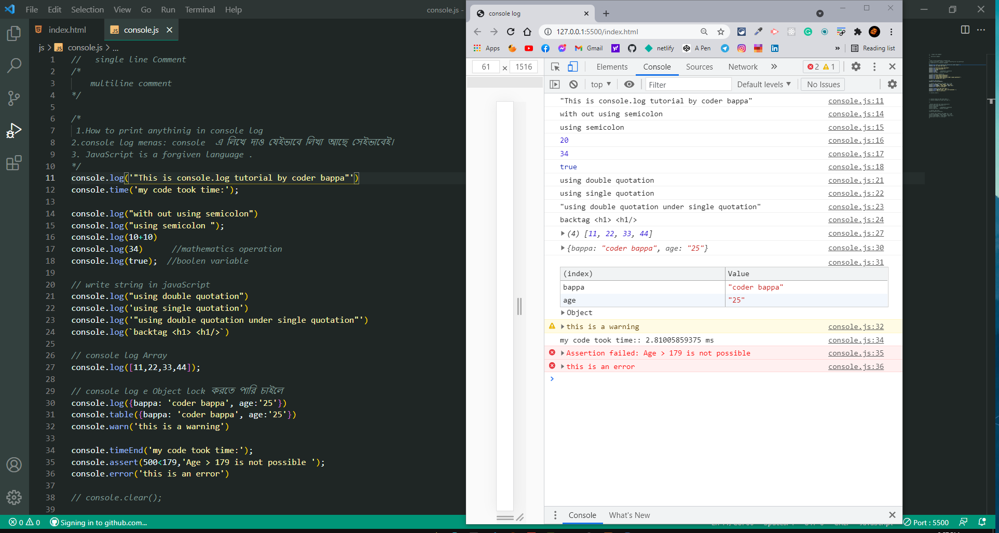 File Edit Selection View Go Run Terminal Help
console.js -
index.html
console.js
js > console.js > ...
1 // single line Comment
2 /*
3 multiline comment
4 */
5
6 /*
7 1.How to print anythinig in console log
8 2.console log menas: console এ লিখে দাও যেইভাবে লিখা আছে সেইভাবেই।
9 3. JavaScript is a forgiven language .
10 */
11 console.log('"This is console.log tutorial by coder bappa"')
12 console.time('my code took time:');
13
14 console.log("with out using semicolon")
15 console.log("using semicolon ");
16 console.log(10+10)
17 console.log(34) //mathematics operation
18 console.log(true); //boolen variable
19
20 // write string in javaScript
21 console.log("using double quotation")
22 console.log('using single quotation')
23 console.log('"using double quotation under single quotation"')
24 console.log(`backtag <h1> <h1/>`)
25
26 // console log Array
27 console.log([11,22,33,44]);
28
29 // console log e Object lock করতে পারি চাইলে
30 console.log({bappa: 'coder bappa', age:'25'})
31 console.table({bappa: 'coder bappa', age:'25'})
32 console.warn('this is a warning')
33
34 console.timeEnd('my code took time:');
35 console.assert(500<179,'Age > 179 is not possible ');
36 console.error('this is an error')
37
38 // console.clear();
39
0 0 Signing in to github.com...
console log
127.0.0.1:5500/index.html
Apps Gmail netlify A Pen » Reading list
61 × 1516
Elements Console Sources Network » 2 1
top Filter Default levels No Issues
"This is console.log tutorial by coder bappa" console.js:11
with out using semicolon console.js:14
using semicolon console.js:15
20 console.js:16
34 console.js:17
true console.js:18
using double quotation console.js:21
using single quotation console.js:22
"using double quotation under single quotation" console.js:23
backtag <h1> <h1/> console.js:24
(4) [11, 22, 33, 44] console.js:27
{bappa: "coder bappa", age: "25"} console.js:30
console.js:31
(index) Value
bappa "coder bappa"
age "25"
Object
this is a warning console.js:32
my code took time:: 2.81005859375 ms console.js:34
Assertion failed: Age > 179 is not possible console.js:35
this is an error console.js:36
Console What's New
Port : 5500